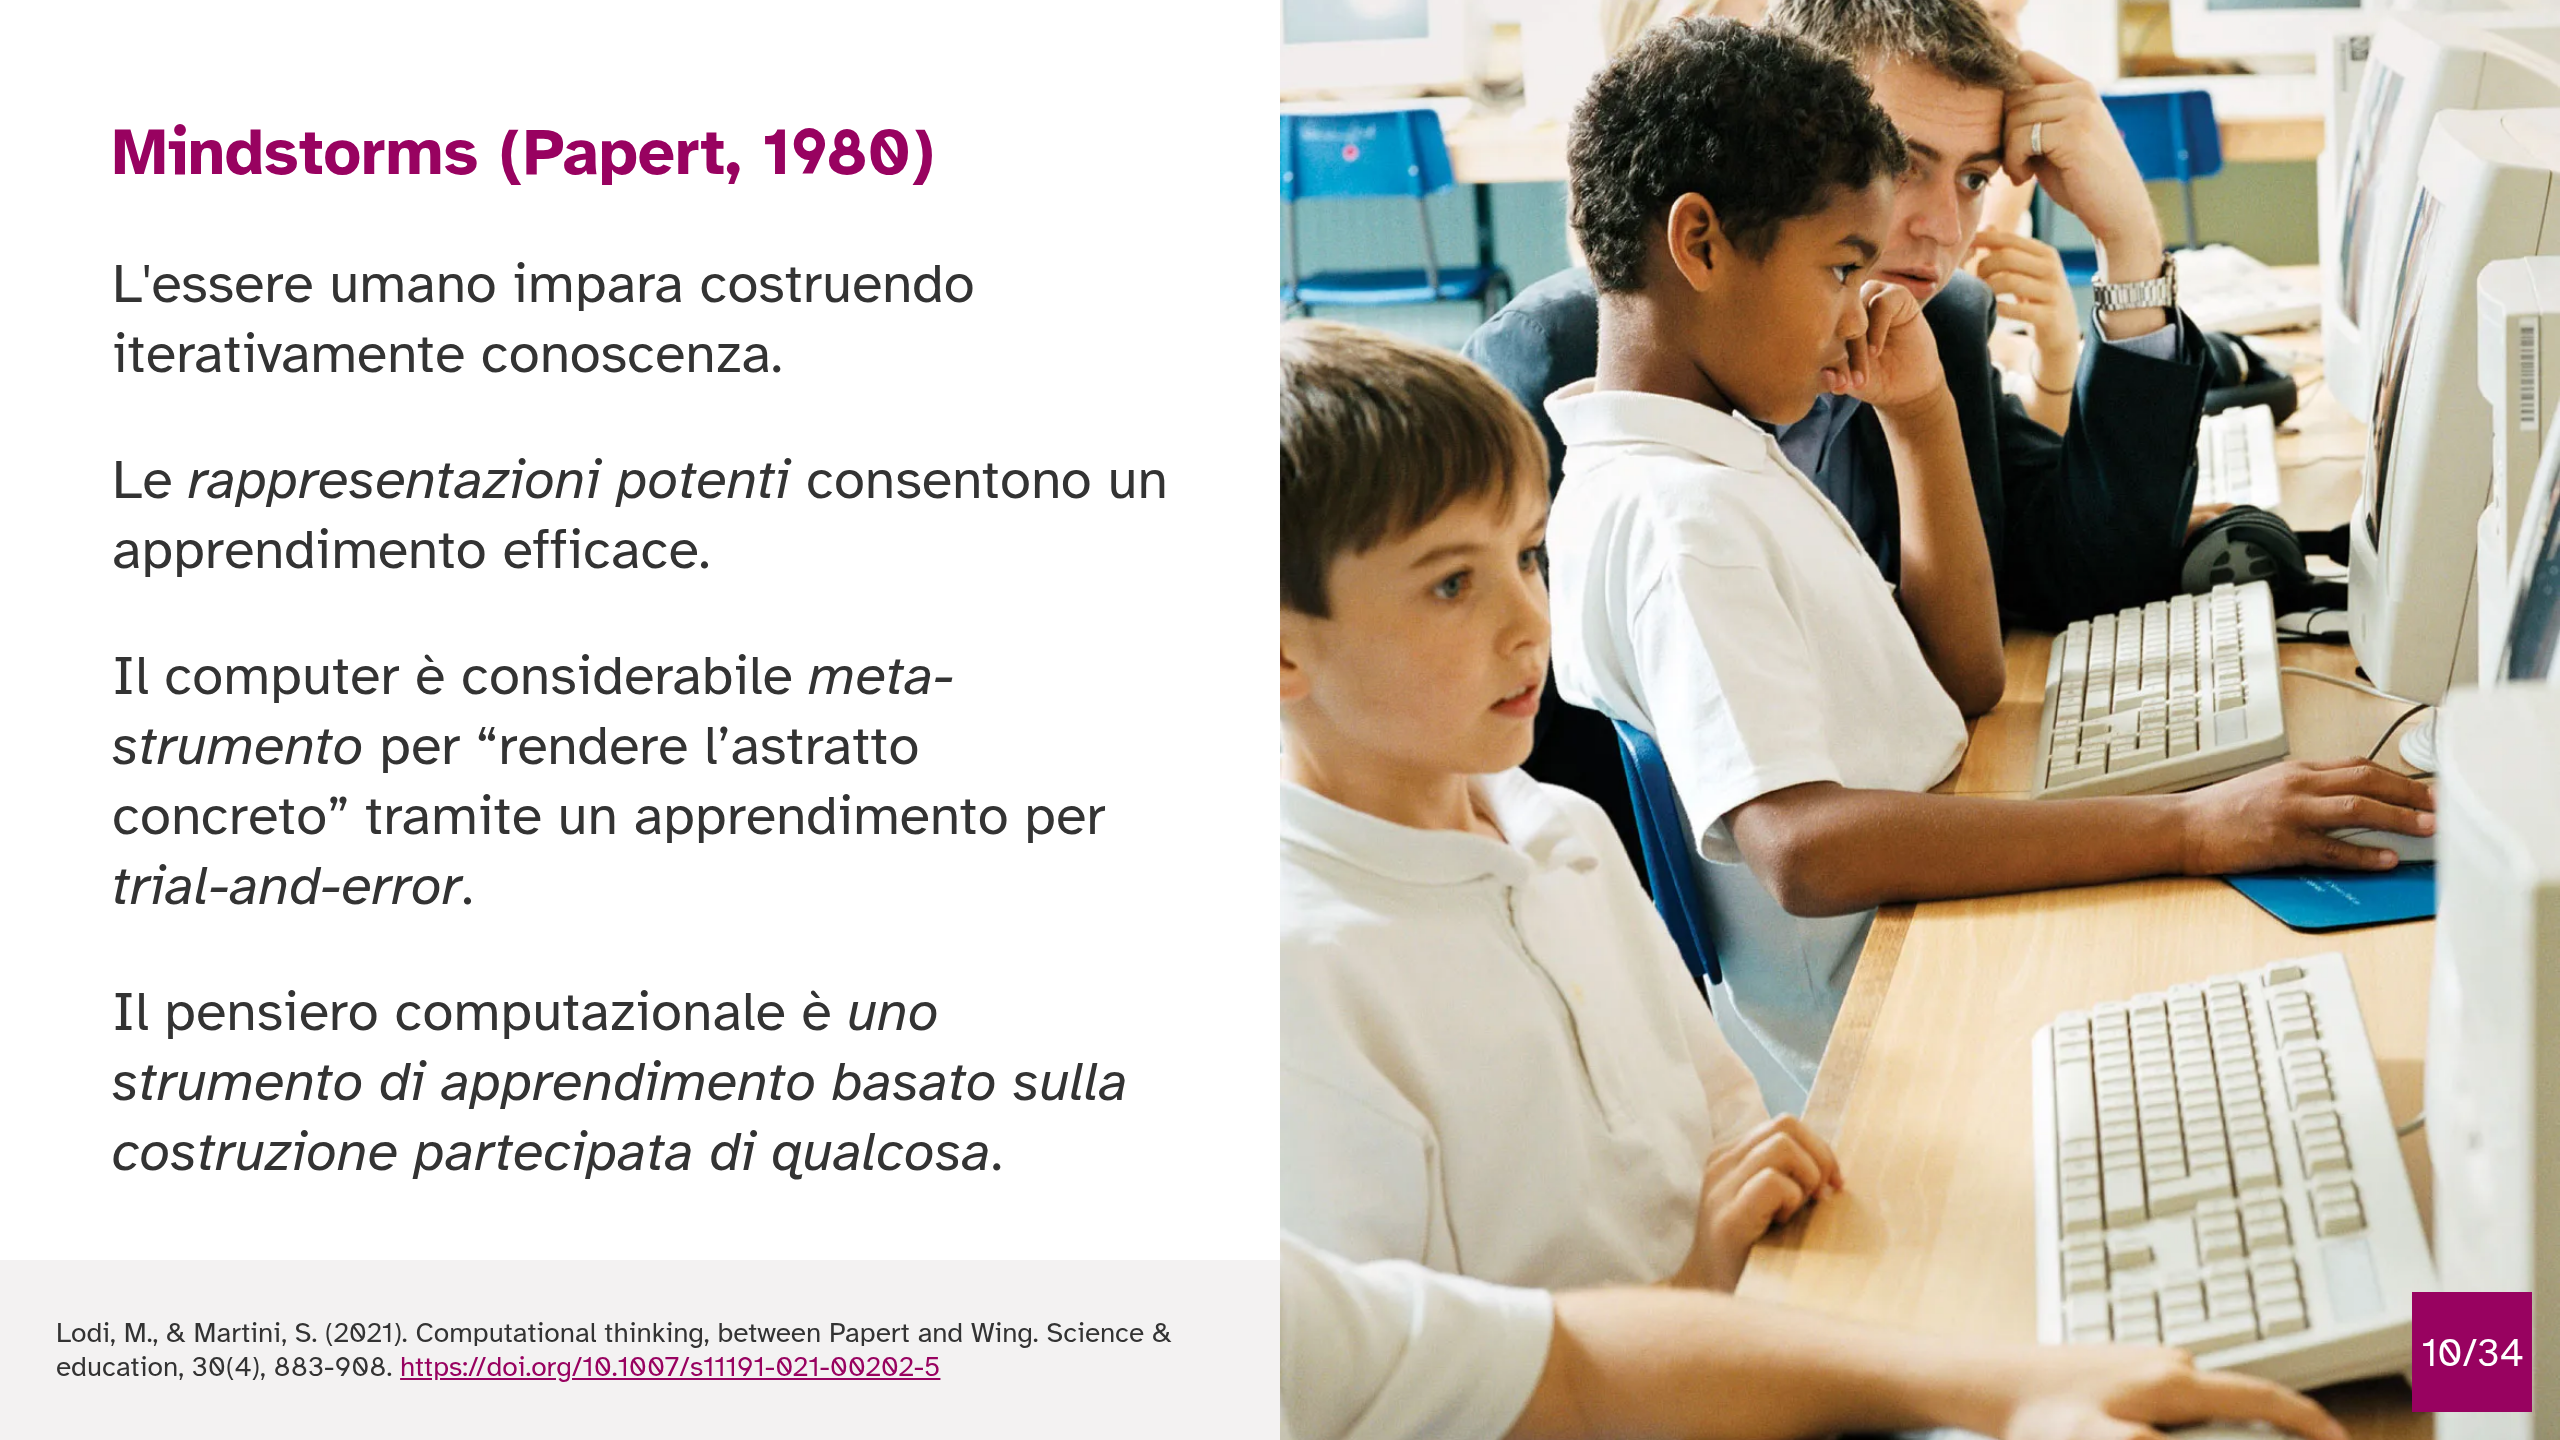 Mindstorms (Papert, 1980)
L'essere umano impara costruendo
iterativamente conoscenza.
Le rappresentazioni potenti consentono un
apprendimento efficace.
Il computer è considerabile meta-
strumento per “rendere l’astratto
concreto” tramite un apprendimento per
trial-and-error.
Il pensiero computazionale è uno
strumento di apprendimento basato sulla
costruzione partecipata di qualcosa.
Lodi, M., & Martini, S. (2021). Computational thinking, between Papert and Wing. Science &
education, 30(4), 883-908. https://doi.org/10.1007/s11191-021-00202-5
10/34